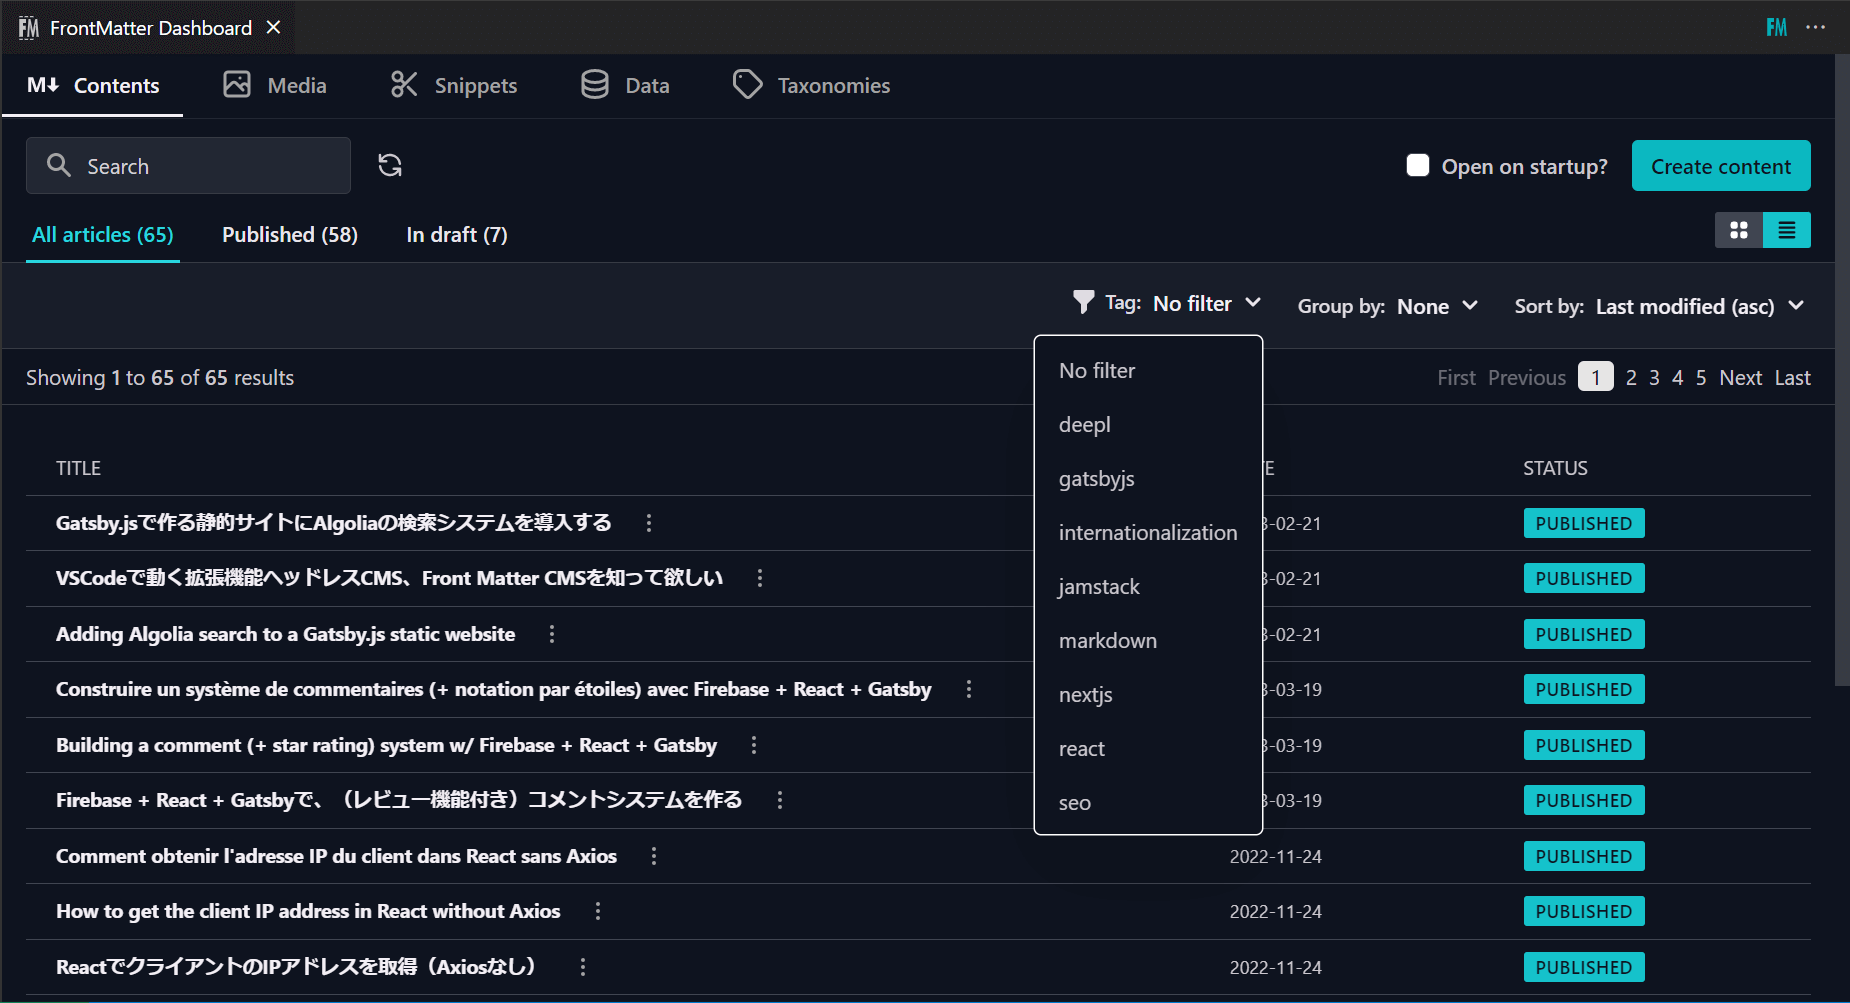 FM FrontMatter Dashboard
FM
M Contents
Media
Snippets
Data
Taxonomies
Search
Open on startup?
Create content
All articles (65)
Published (58)
In draft (7)
Tag: No filter
Group by: None
Sort by: Last modified (asc)
No filter
deepl
gatsbyjs
internationalization
jamstack
markdown
nextjs
react
seo
Showing 1 to 65 of 65 results
First Previous 1 2 3 4 5 Next Last
TITLE
STATUS
Gatsby.jsで作る静的サイトにAlgoliaの検索システムを導入する
-02-21
PUBLISHED
VSCodeで動く拡張機能ヘッドレスCMS、Front Matter CMSを知って欲しい
-02-21
PUBLISHED
Adding Algolia search to a Gatsby.js static website
-02-21
PUBLISHED
Construire un système de commentaires (+ notation par étoiles) avec Firebase + React + Gatsby
-03-19
PUBLISHED
Building a comment (+ star rating) system w/ Firebase + React + Gatsby
-03-19
PUBLISHED
Firebase + React + Gatsbyで、（レビュー機能付き）コメントシステムを作る
-03-19
PUBLISHED
Comment obtenir l'adresse IP du client dans React sans Axios
2022-11-24
PUBLISHED
How to get the client IP address in React without Axios
2022-11-24
PUBLISHED
ReactでクライアントのIPアドレスを取得（Axiosなし）
2022-11-24
PUBLISHED